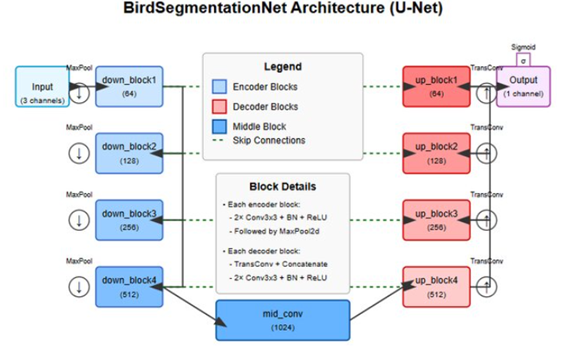 BirdSegmentationNet Architecture (U-Net)
Sigmoid
σ
MaxPool
TransConv
Input
(3 channels)
down_block1
(64)
Legend
Encoder Blocks
Decoder Blocks
Middle Block
Skip Connections
up_block1
(64)
Output
(1 channel)
MaxPool
TransConv
down_block2
(128)
up_block2
(128)
MaxPool
TransConv
down_block3
(256)
Block Details
- Each encoder block:
- 2× Conv3x3 + BN + ReLU
- Followed by MaxPool2d
- Each decoder block:
- TransConv + Concatenate
- 2× Conv3x3 + BN + ReLU
up_block3
(256)
MaxPool
TransConv
down_block4
(512)
up_block4
(512)
mid_conv
(1024)